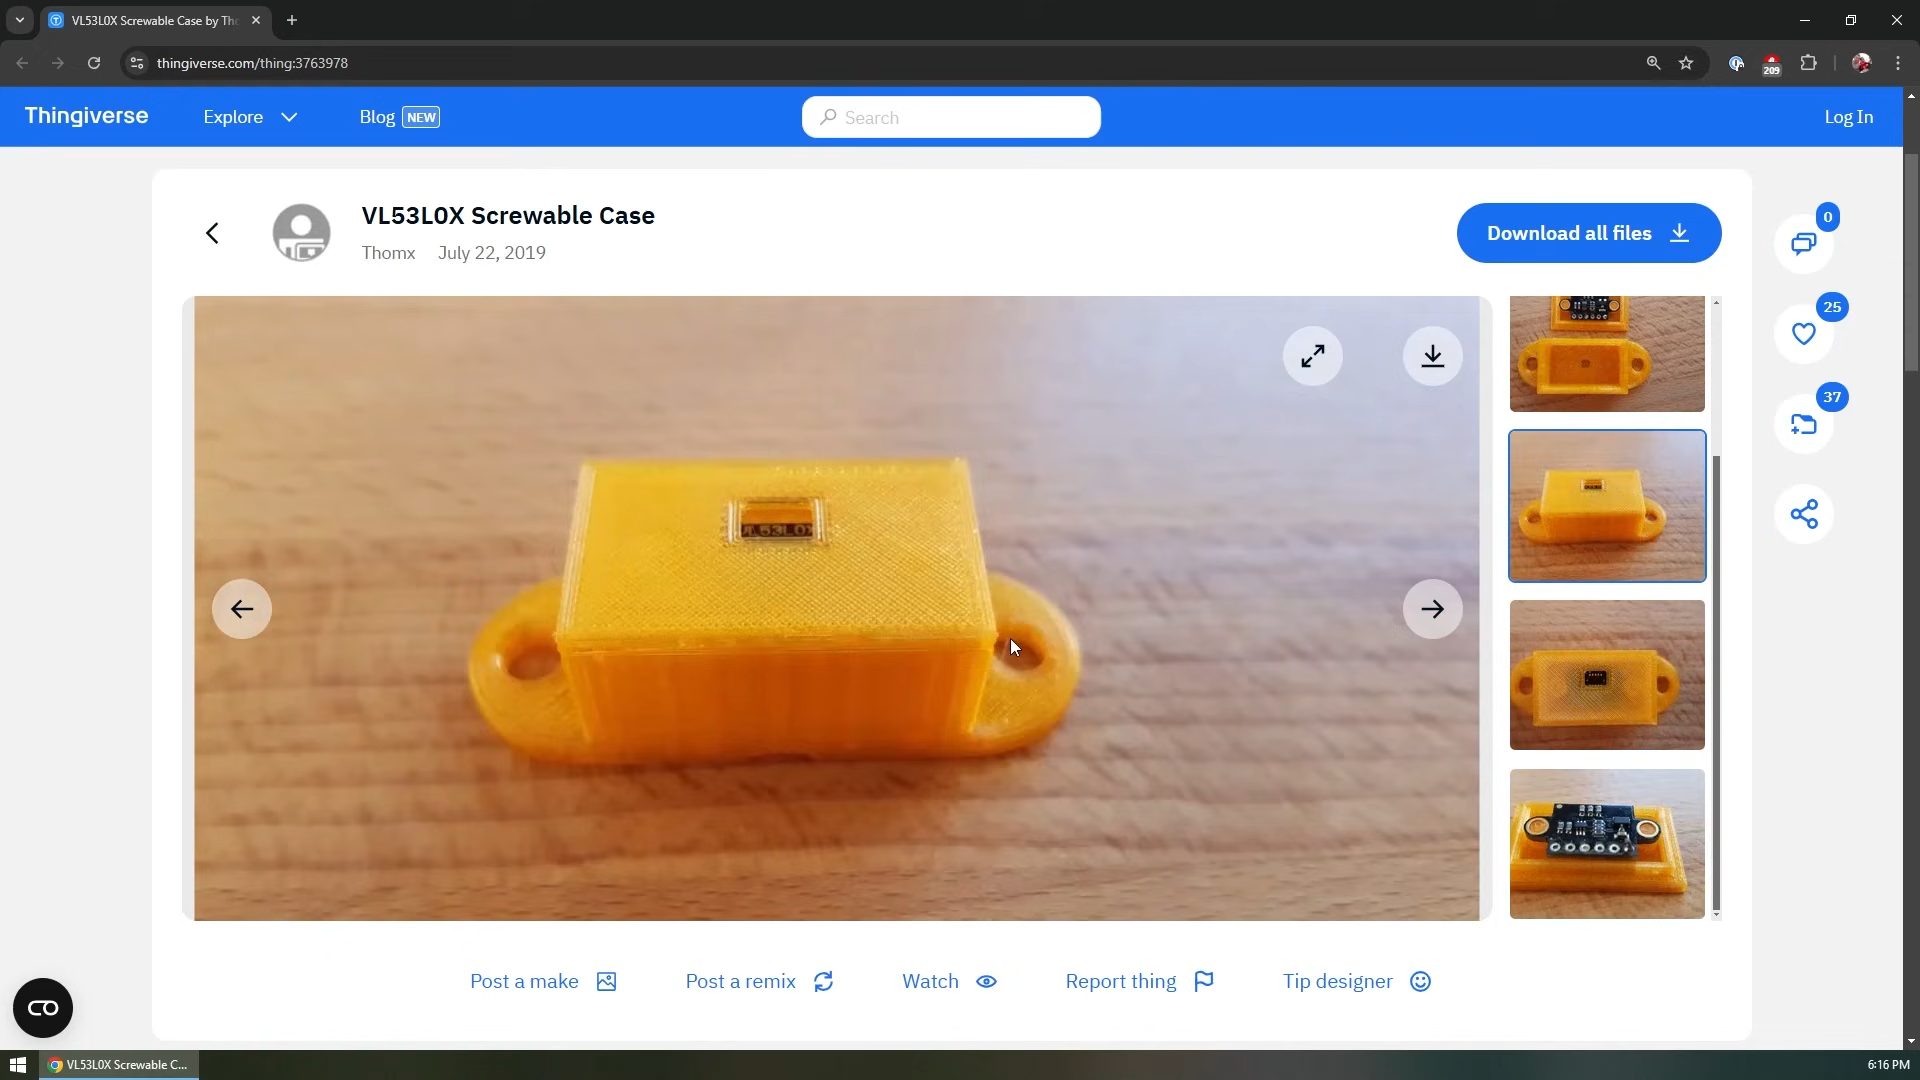 VL53L0X Screwable Case by Th
thingiverse.com/thing:3763978
209
Thingiverse
Explore
Blog NEW
Search
Log In
VL53L0X Screwable Case
Thomx July 22, 2019
Download all files
0
25
37
VL53L0X
Post a make
Post a remix
Watch
Report thing
Tip designer
VL53L0X Screwable C...
6:16 PM